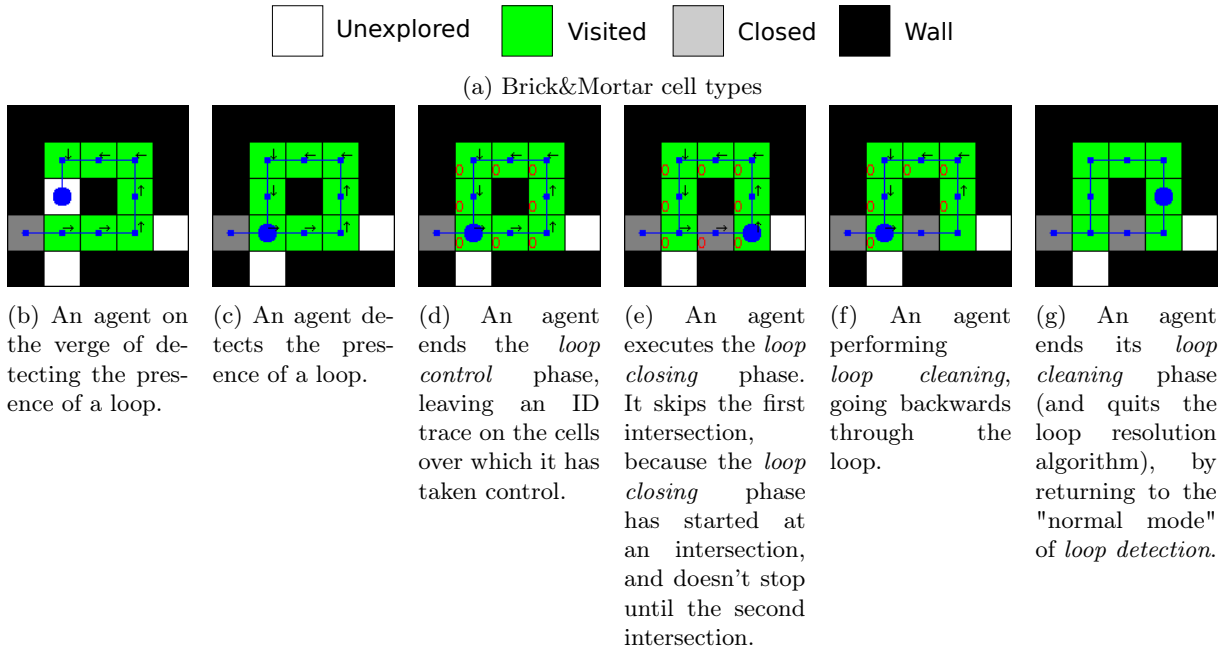 Unexplored Visited Closed Wall
(a) Brick&Mortar cell types
(b) An agent on
the verge of de-
tecting the pres-
ence of a loop.
(c) An agent de-
tects the pres-
ence of a loop.
(d) An agent
ends the loop
control phase,
leaving an ID
trace on the cells
over which it has
taken control.
(e) An agent
executes the loop
closing phase.
It skips the first
intersection,
because the loop
closing phase
has started at
an intersection,
and doesn't stop
until the second
intersection.
(f) An agent
performing
loop cleaning,
going backwards
through the
loop.
(g) An agent
ends its loop
cleaning phase
(and quits the
loop resolution
algorithm), by
returning to the
"normal mode"
of loop detection.